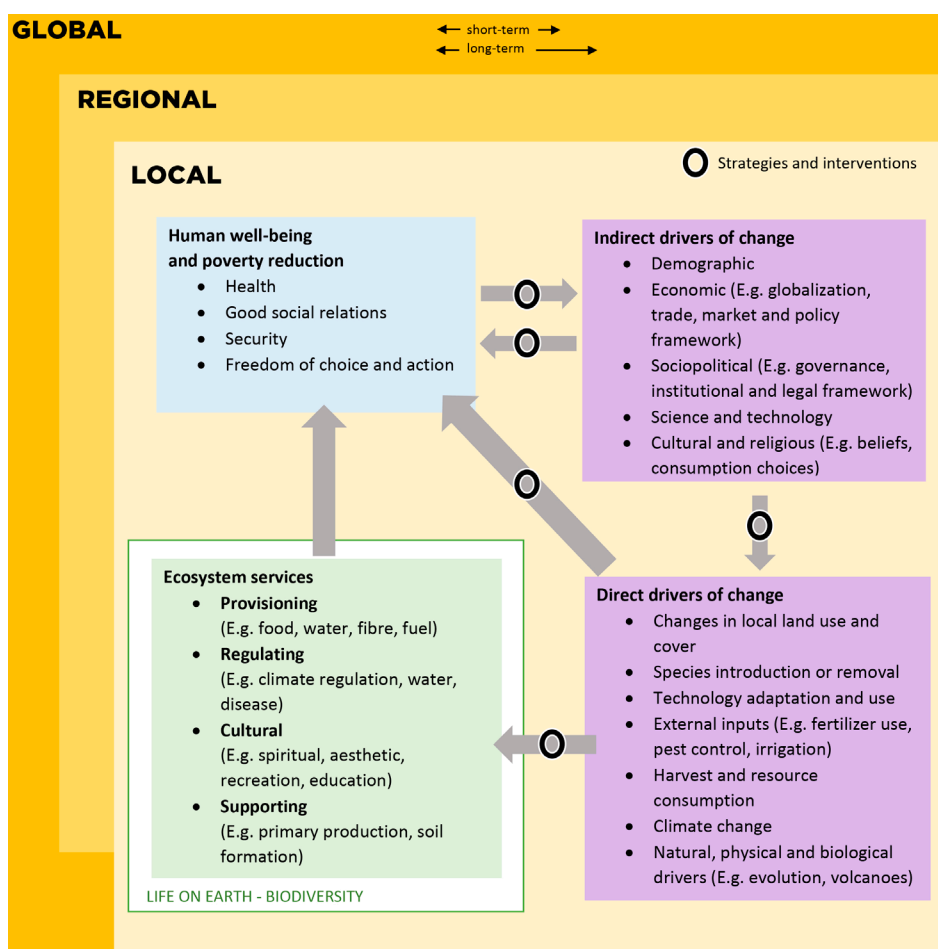 GLOBAL
short-term
long-term
REGIONAL
LOCAL
Strategies and interventions
Human well-being
and poverty reduction
• Health
• Good social relations
• Security
• Freedom of choice and action
Indirect drivers of change
• Demographic
• Economic (E.g. globalization,
trade, market and policy
framework)
• Sociopolitical (E.g. governance,
institutional and legal framework)
• Science and technology
• Cultural and religious (E.g. beliefs,
consumption choices)
Ecosystem services
• Provisioning
(E.g. food, water, fibre, fuel)
• Regulating
(E.g. climate regulation, water,
disease)
• Cultural
(E.g. spiritual, aesthetic,
recreation, education)
• Supporting
(E.g. primary production, soil
formation)
LIFE ON EARTH - BIODIVERSITY
Direct drivers of change
• Changes in local land use and
cover
• Species introduction or removal
• Technology adaptation and use
• External inputs (E.g. fertilizer use,
pest control, irrigation)
• Harvest and resource
consumption
• Climate change
• Natural, physical and biological
drivers (E.g. evolution, volcanoes)